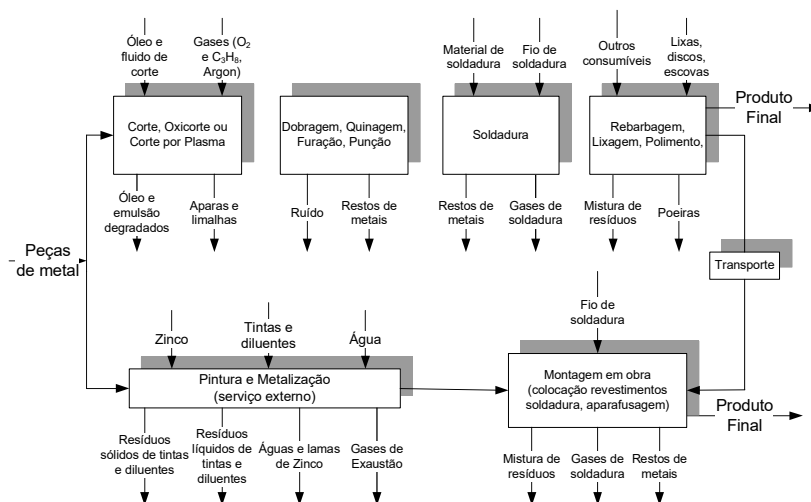 Óleo e
fluido de
corte
Gases (O2
e C3H8,
Argon)
Material de
soldadura
Fio de
soldadura
Outros
consumíveis
Lixas,
discos,
escovas
Produto
Final
Corte, Oxicorte ou
Corte por Plasma
Dobragem, Quinagem,
Furação, Punção
Soldadura
Rebarbagem,
Lixagem, Polimento,
Óleo e
emulsão
degradados
Aparas e
limalhas
Ruído
Restos de
metais
Restos de
metais
Gases de
soldadura
Mistura de
resíduos
Poeiras
Peças
de metal
Transporte
Zinco
Tintas e
diluentes
Água
Fio de
soldadura
Pintura e Metalização
(serviço externo)
Montagem em obra
(colocação revestimentos
soldadura, aparafusagem)
Produto
Final
Resíduos
sólidos de tintas
e diluentes
Resíduos
líquidos de
tintas e
diluentes
Águas e lamas
de Zinco
Gases de
Exaustão
Mistura de
resíduos
Gases de
soldadura
Restos de
metais